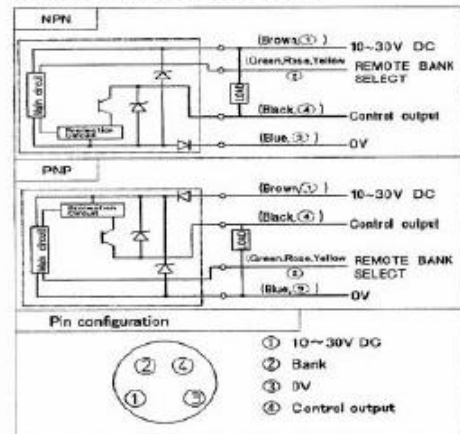 NPN
(Brown,①) 10~30V DC
(Green,Rose,Yellow REMOTE BANK
② SELECT
Main circuit
LOAD
(Black,④) Control output
Circuit
(Blue,③) 0V
PNP
(Brown,①) 10~30V DC
Circuit
(Black,④) Control output
Main circuit
LOAD
(Green,Rose,Yellow REMOTE BANK
② SELECT
(Blue,③) 0V
Pin configuration
① 10~30V DC
② Bank
③ 0V
④ Control output
② ④
① ③